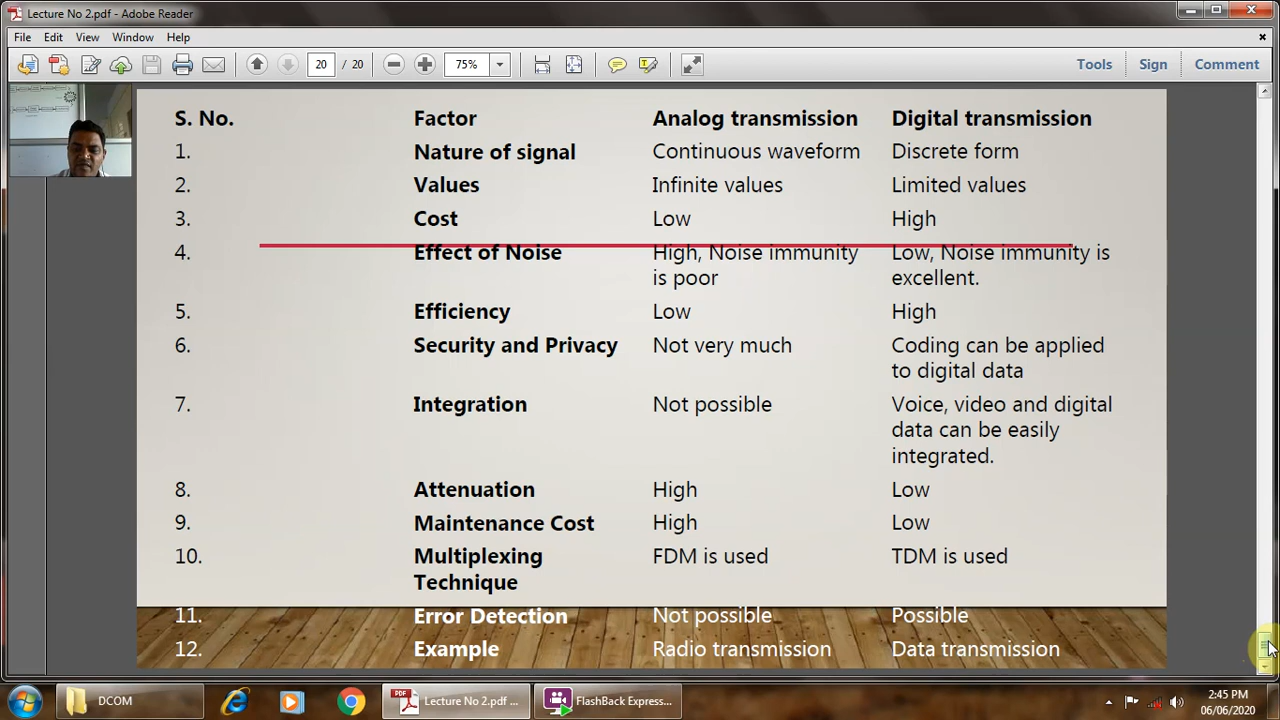 Lecture No 2.pdf - Adobe Reader
File Edit View Window Help
20 / 20 75% Tools Sign Comment
S. No. Factor Analog transmission Digital transmission
1. Nature of signal Continuous waveform Discrete form
2. Values Infinite values Limited values
3. Cost Low High
4. Effect of Noise High, Noise immunity Low, Noise immunity is
is poor excellent.
5. Efficiency Low High
6. Security and Privacy Not very much Coding can be applied
to digital data
7. Integration Not possible Voice, video and digital
data can be easily
integrated.
8. Attenuation High Low
9. Maintenance Cost High Low
10. Multiplexing FDM is used TDM is used
Technique
11. Error Detection Not possible Possible
12. Example Radio transmission Data transmission
DCOM Lecture No 2.pdf ... FlashBack Express... 2:45 PM
06/06/2020